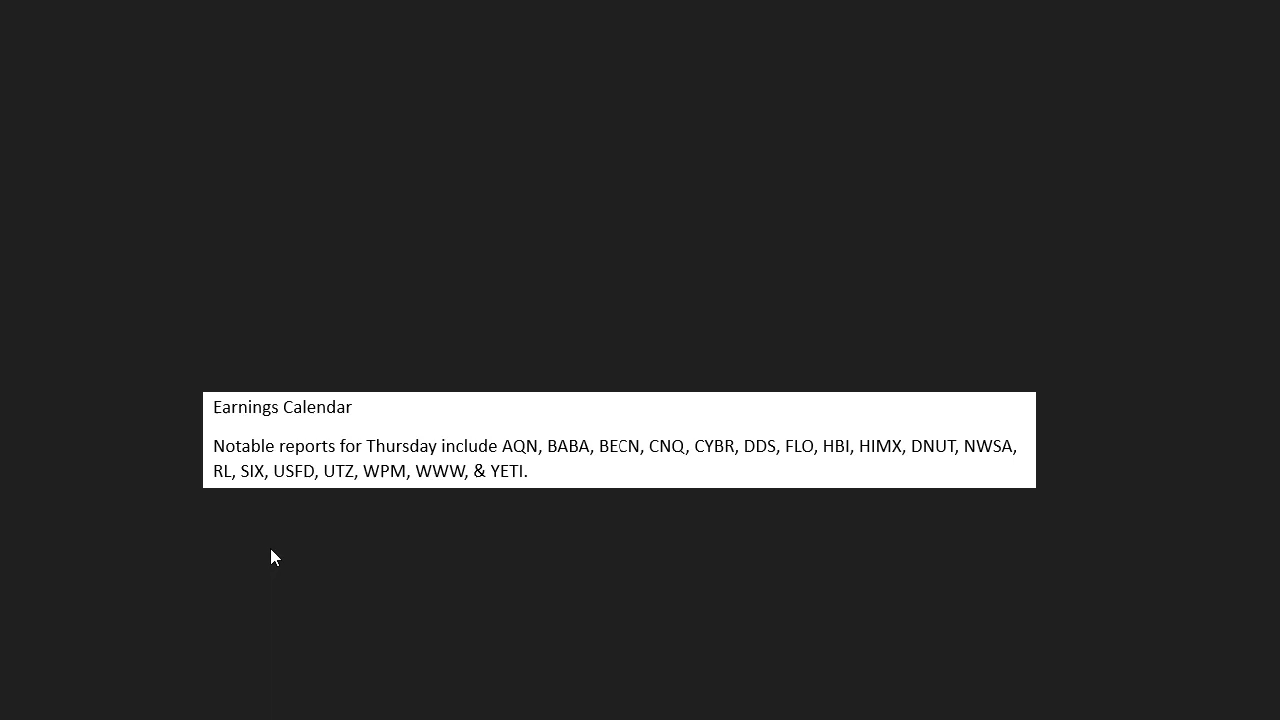 Earnings Calendar
Notable reports for Thursday include AQN, BABA, BECN, CNQ, CYBR, DDS, FLO, HBI, HIMX, DNUT, NWSA,
RL, SIX, USFD, UTZ, WPM, WWW, & YETI.